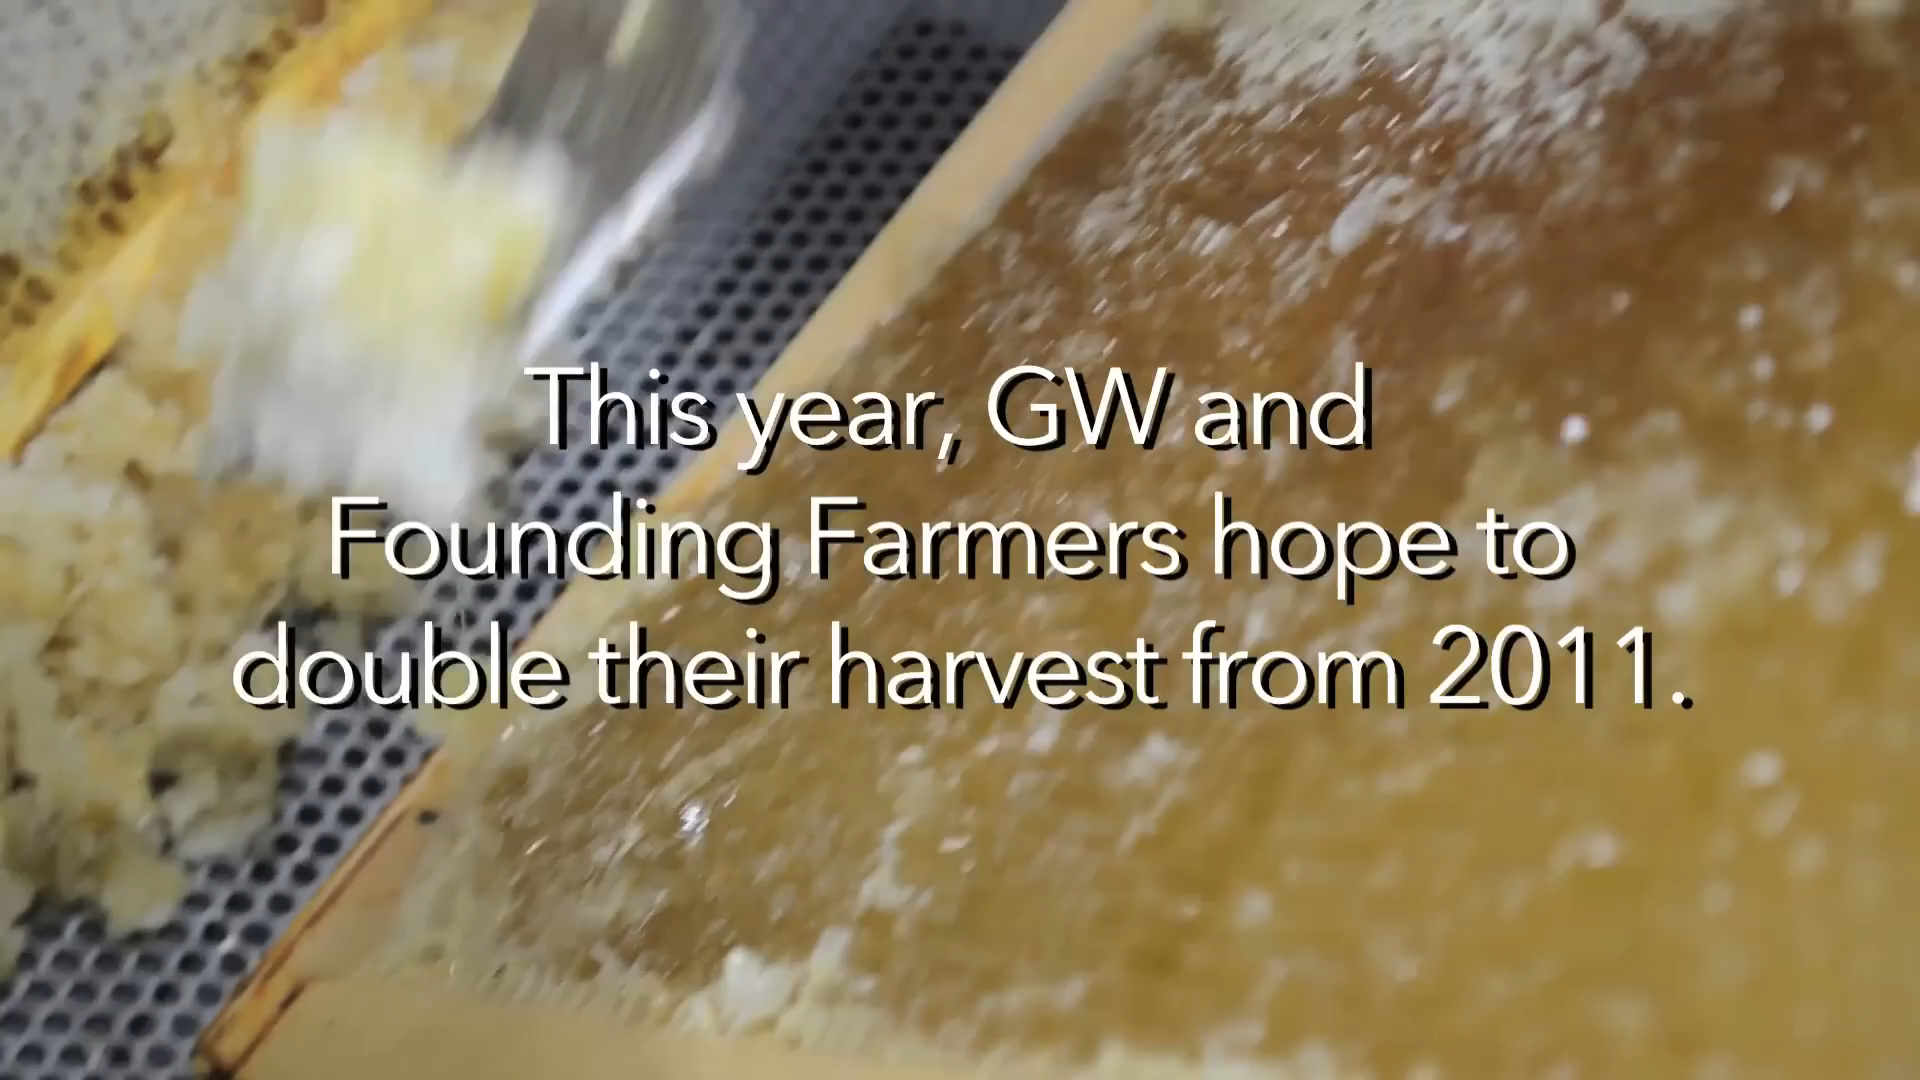 This year, GW and
Founding Farmers hope to
double their harvest from 2011.